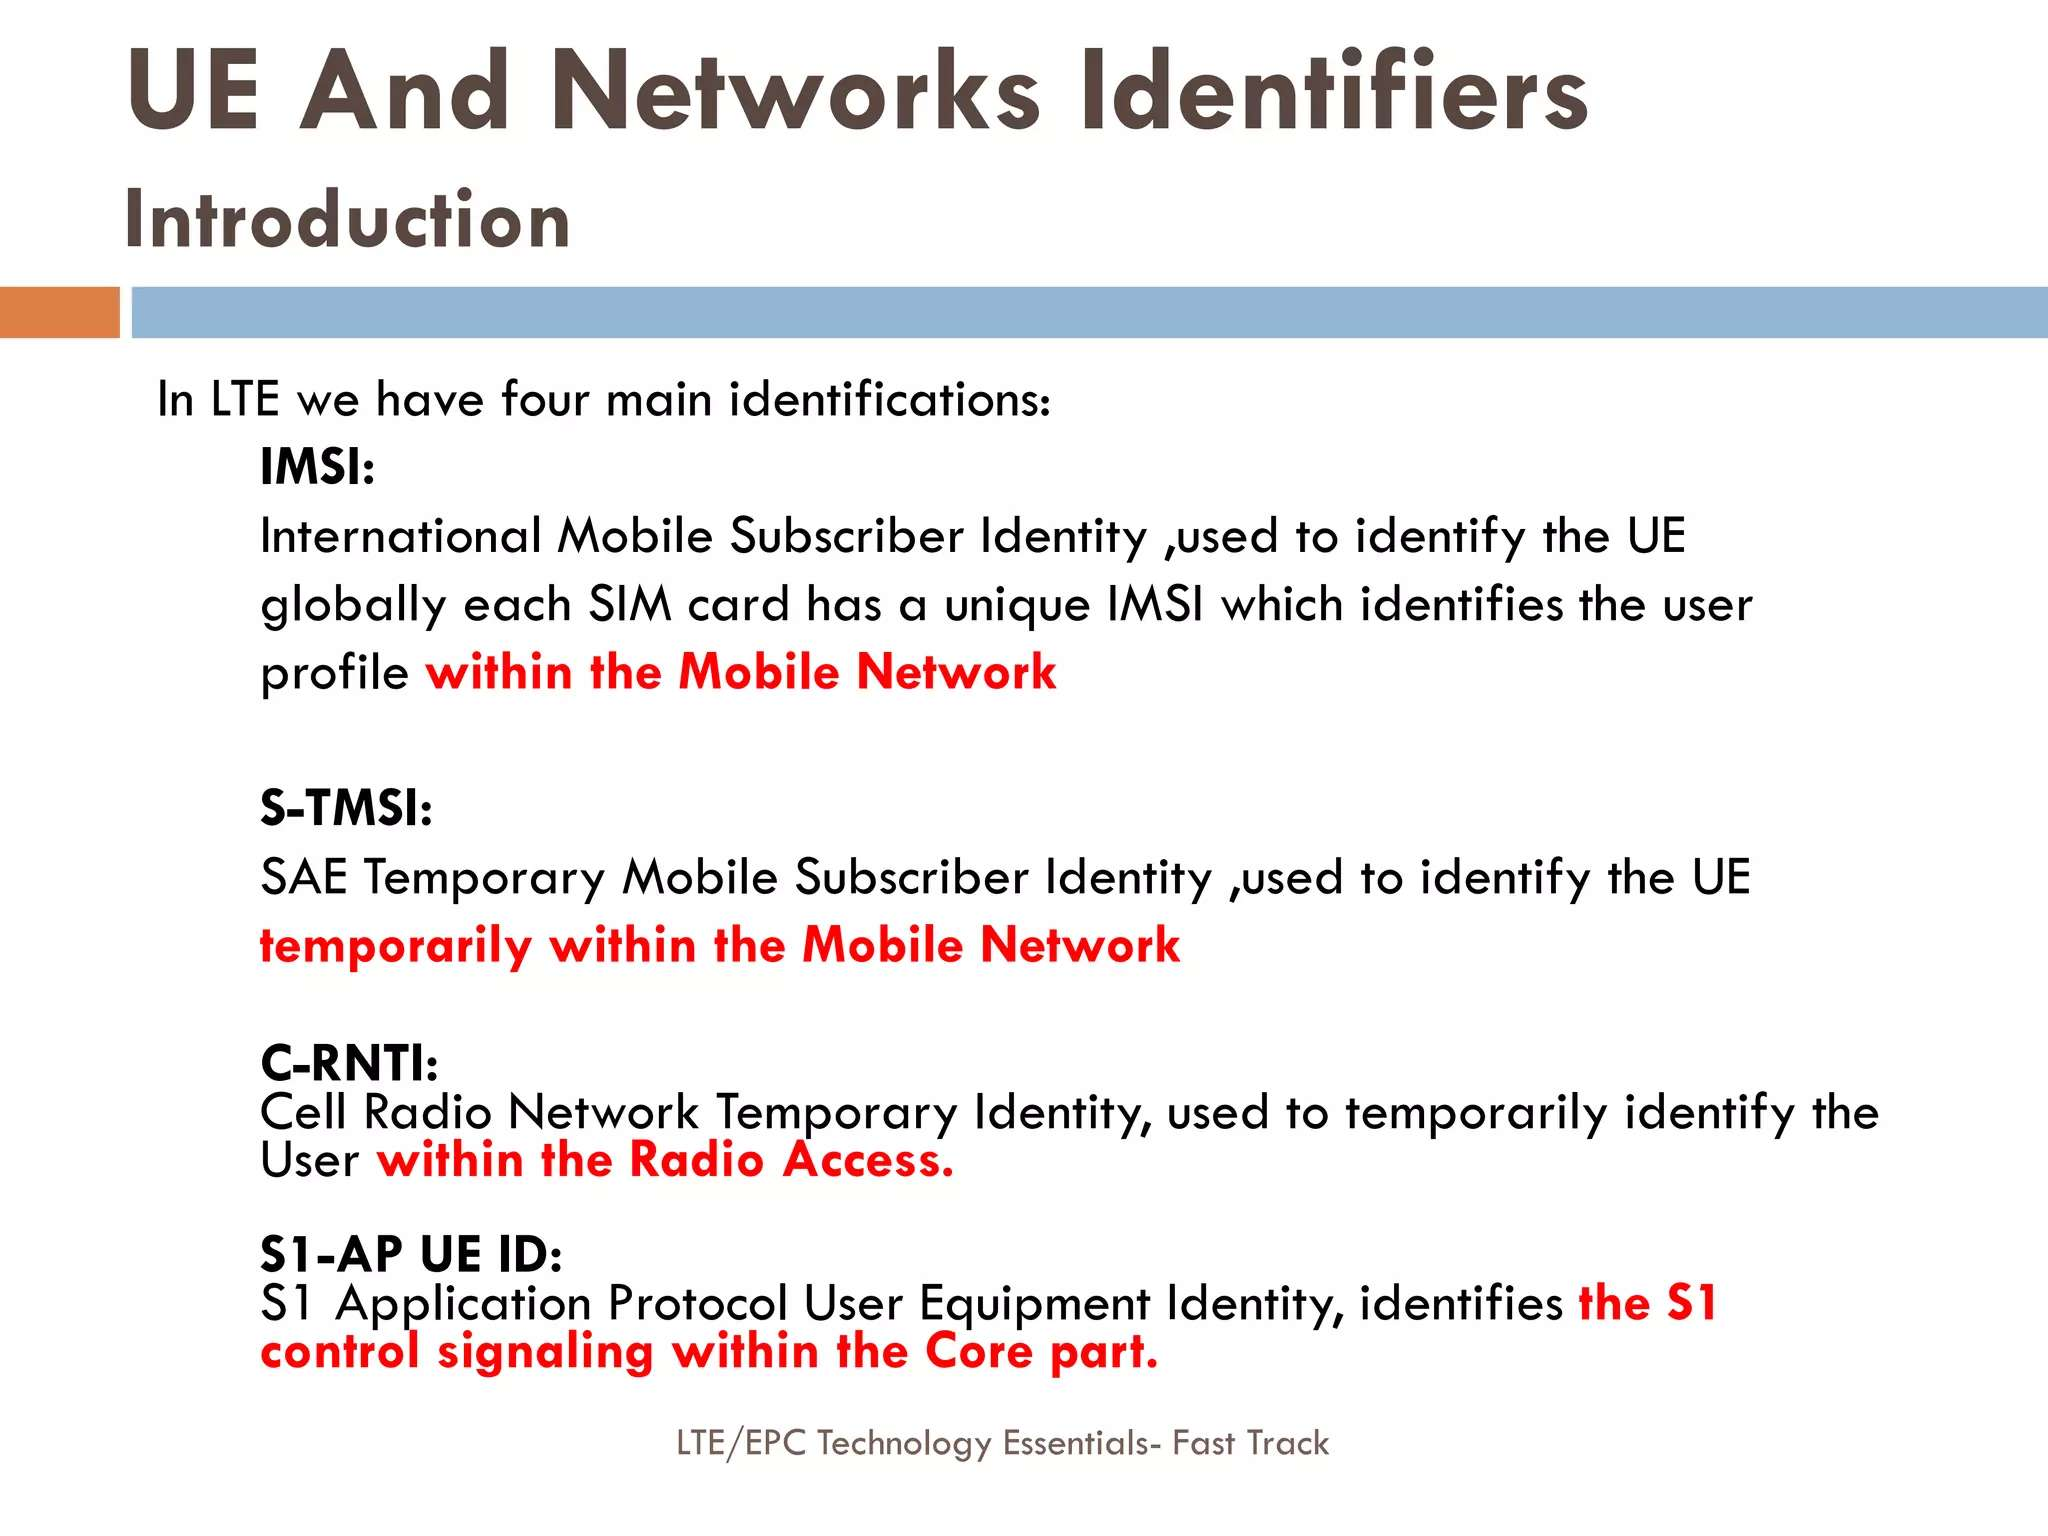 UE And Networks Identifiers
Introduction
In LTE we have four main identifications:
IMSI:
International Mobile Subscriber Identity ,used to identify the UE
globally each SIM card has a unique IMSI which identifies the user
profile within the Mobile Network
S-TMSI:
SAE Temporary Mobile Subscriber Identity ,used to identify the UE
temporarily within the Mobile Network
C-RNTI:
Cell Radio Network Temporary Identity, used to temporarily identify the
User within the Radio Access.
S1-AP UE ID:
S1 Application Protocol User Equipment Identity, identifies the S1
control signaling within the Core part.
LTE/EPC Technology Essentials- Fast Track